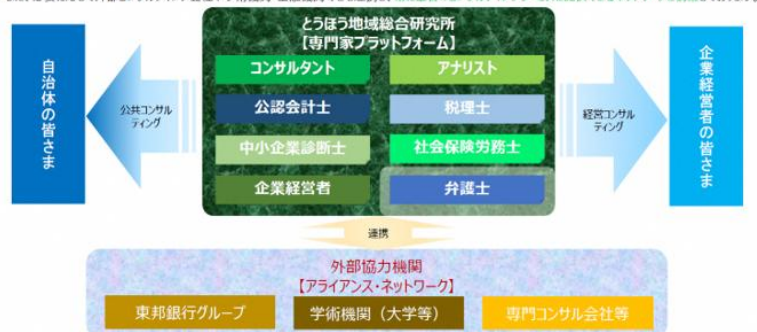 とうほう地域総合研究所
【専門家プラットフォーム】
自治体の皆さま
公共コンサル
ティング
コンサルタント
アナリスト
公認会計士
税理士
中小企業診断士
社会保険労務士
企業経営者
弁護士
経営コンサル
ティング
企業経営者の皆さま
連携
外部協力機関
【アライアンス・ネットワーク】
東邦銀行グループ
学術機関（大学等）
専門コンサル会社等